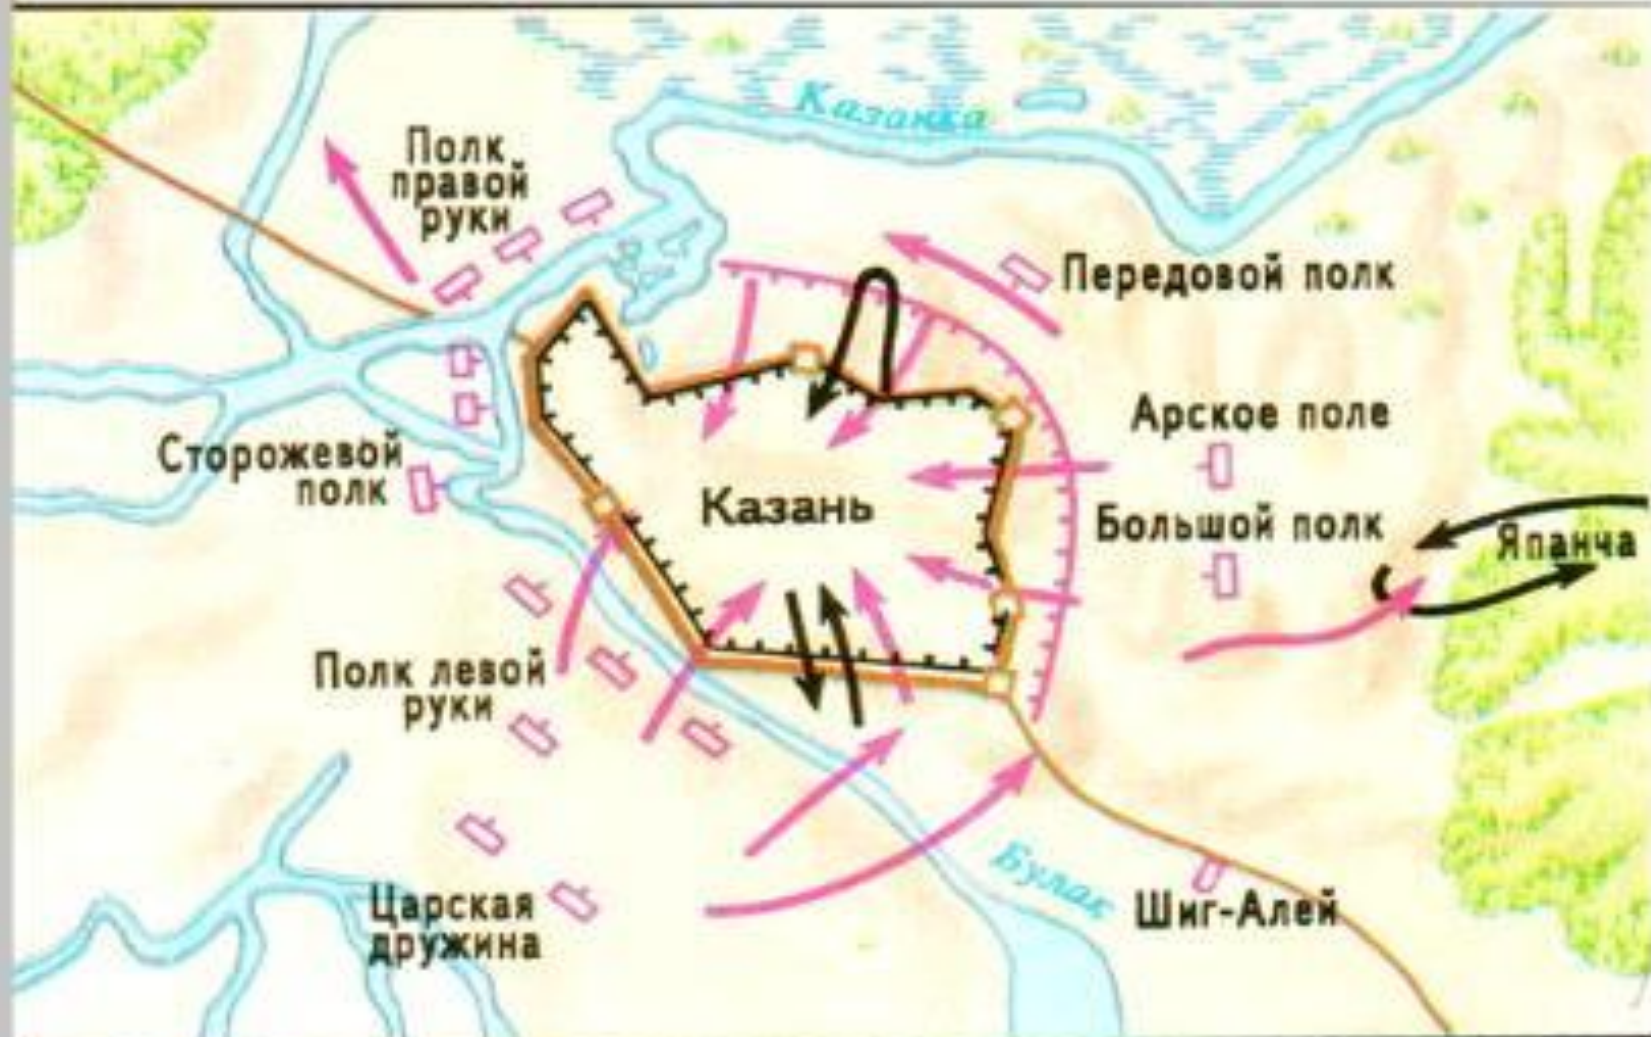 Казанка
Полк
правой
руки
Передовой полк
Арское поле
Сторожевой
полк
Казань
Большой полк
Япанча
Полк левой
руки
Булак
Царская
дружина
Шиг-Алей